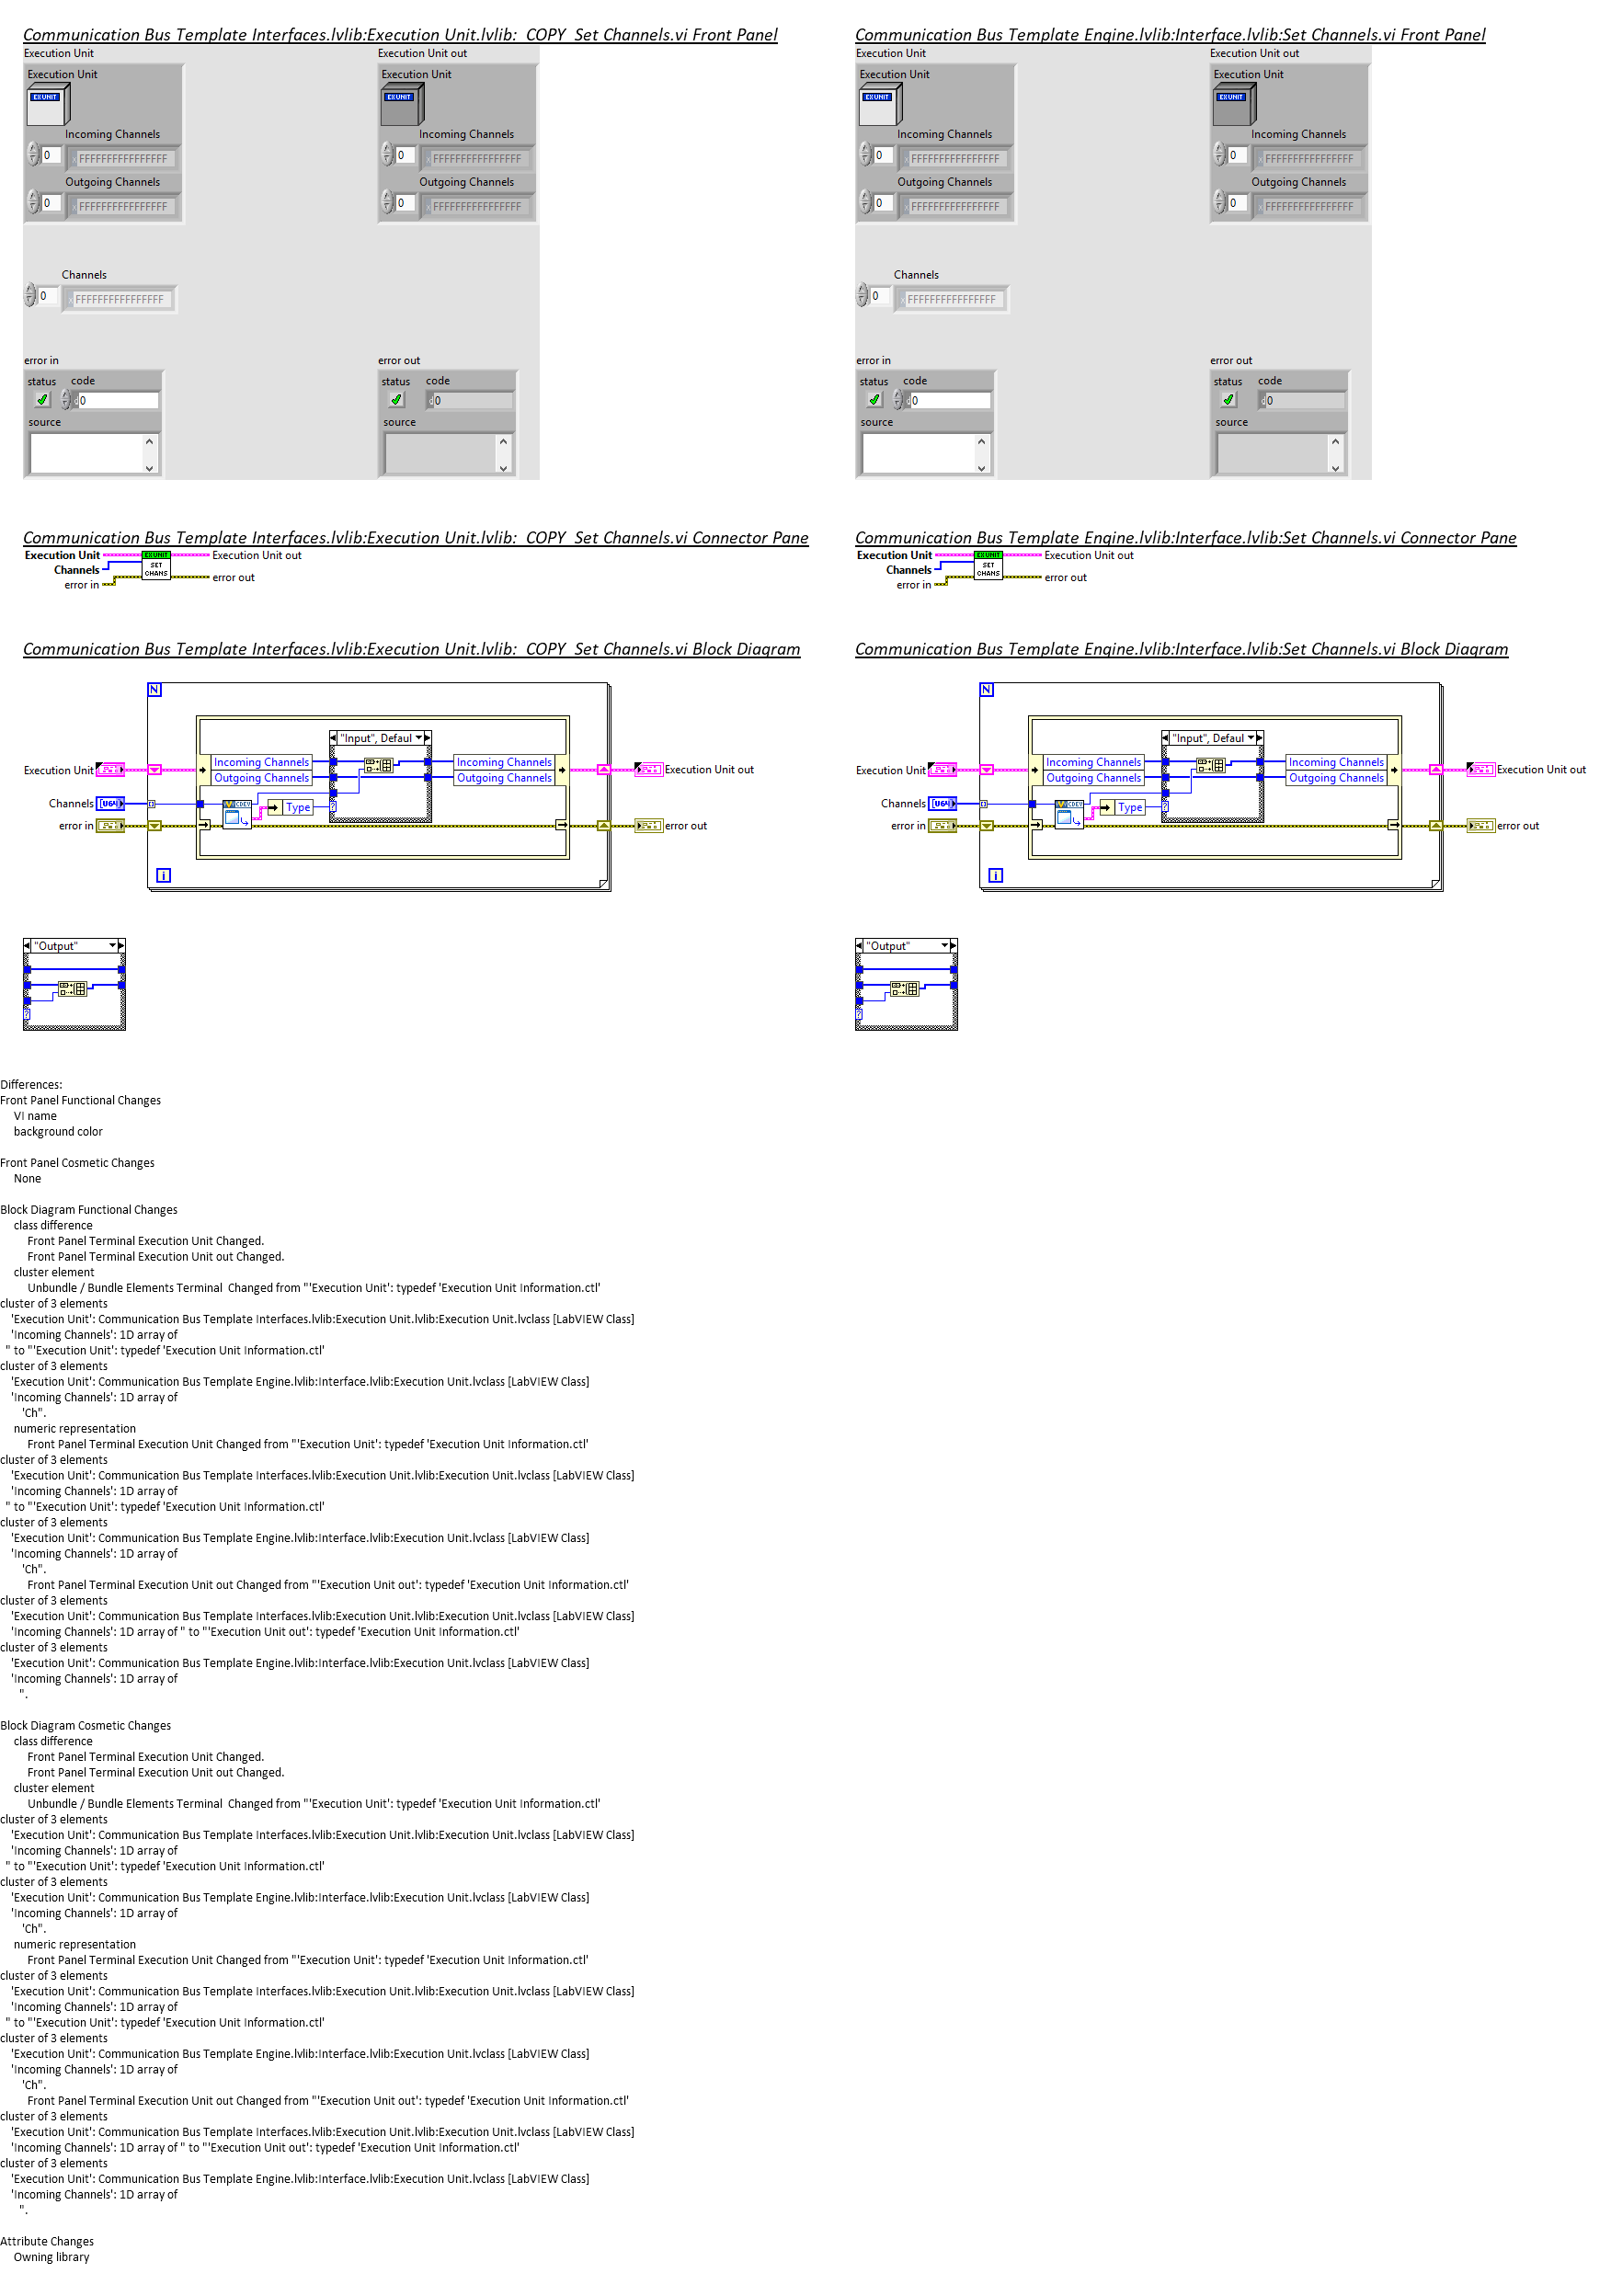 Communication Bus Template Interfaces.lvlib:Execution Unit.lvlib:_COPY_Set Channels.vi Front Panel
Execution Unit
Execution Unit out
Execution Unit
Execution Unit
EXUNIT
EXUNIT
Incoming Channels
Incoming Channels
0
x FFFFFFFFFFFFFFFF
0
x FFFFFFFFFFFFFFFF
Outgoing Channels
Outgoing Channels
0
x FFFFFFFFFFFFFFFF
0
x FFFFFFFFFFFFFFFF
Channels
0
x FFFFFFFFFFFFFFFF
error in
error out
status code
status code
d0
d0
source
source
Communication Bus Template Engine.lvlib:Interface.lvlib:Set Channels.vi Front Panel
Execution Unit
Execution Unit out
Execution Unit
Execution Unit
EXUNIT
EXUNIT
Incoming Channels
Incoming Channels
0
x FFFFFFFFFFFFFFFF
0
x FFFFFFFFFFFFFFFF
Outgoing Channels
Outgoing Channels
0
x FFFFFFFFFFFFFFFF
0
x FFFFFFFFFFFFFFFF
Channels
0
x FFFFFFFFFFFFFFFF
error in
error out
status code
status code
d0
d0
source
source
Communication Bus Template Interfaces.lvlib:Execution Unit.lvlib:_COPY_Set Channels.vi Connector Pane
Execution Unit
EXUNIT
Execution Unit out
Channels
SET
CHANS
error in
error out
Communication Bus Template Engine.lvlib:Interface.lvlib:Set Channels.vi Connector Pane
Execution Unit
EXUNIT
Execution Unit out
Channels
SET
CHANS
error in
error out
Communication Bus Template Interfaces.lvlib:Execution Unit.lvlib:_COPY_Set Channels.vi Block Diagram
N
"Input", Defaul
Incoming Channels
Incoming Channels
Execution Unit
Execution Unit out
Outgoing Channels
Outgoing Channels
Channels
U64
CDEV
Type
?
error in
error out
i
"Output"
?
Communication Bus Template Engine.lvlib:Interface.lvlib:Set Channels.vi Block Diagram
N
"Input", Defaul
Incoming Channels
Incoming Channels
Execution Unit
Execution Unit out
Outgoing Channels
Outgoing Channels
Channels
U64
CDEV
Type
?
error in
error out
i
"Output"
?
Differences:
Front Panel Functional Changes
VI name
background color
Front Panel Cosmetic Changes
None
Block Diagram Functional Changes
class difference
Front Panel Terminal Execution Unit Changed.
Front Panel Terminal Execution Unit out Changed.
cluster element
Unbundle / Bundle Elements Terminal  Changed from "'Execution Unit': typedef 'Execution Unit Information.ctl'
cluster of 3 elements
'Execution Unit': Communication Bus Template Interfaces.lvlib:Execution Unit.lvlib:Execution Unit.lvclass [LabVIEW Class]
'Incoming Channels': 1D array of
" to "'Execution Unit': typedef 'Execution Unit Information.ctl'
cluster of 3 elements
'Execution Unit': Communication Bus Template Engine.lvlib:Interface.lvlib:Execution Unit.lvclass [LabVIEW Class]
'Incoming Channels': 1D array of
'Ch".
numeric representation
Front Panel Terminal Execution Unit Changed from "'Execution Unit': typedef 'Execution Unit Information.ctl'
cluster of 3 elements
'Execution Unit': Communication Bus Template Interfaces.lvlib:Execution Unit.lvlib:Execution Unit.lvclass [LabVIEW Class]
'Incoming Channels': 1D array of
" to "'Execution Unit': typedef 'Execution Unit Information.ctl'
cluster of 3 elements
'Execution Unit': Communication Bus Template Engine.lvlib:Interface.lvlib:Execution Unit.lvclass [LabVIEW Class]
'Incoming Channels': 1D array of
'Ch".
Front Panel Terminal Execution Unit out Changed from "'Execution Unit out': typedef 'Execution Unit Information.ctl'
cluster of 3 elements
'Execution Unit': Communication Bus Template Interfaces.lvlib:Execution Unit.lvlib:Execution Unit.lvclass [LabVIEW Class]
'Incoming Channels': 1D array of " to "'Execution Unit out': typedef 'Execution Unit Information.ctl'
cluster of 3 elements
'Execution Unit': Communication Bus Template Engine.lvlib:Interface.lvlib:Execution Unit.lvclass [LabVIEW Class]
'Incoming Channels': 1D array of
".
Block Diagram Cosmetic Changes
class difference
Front Panel Terminal Execution Unit Changed.
Front Panel Terminal Execution Unit out Changed.
cluster element
Unbundle / Bundle Elements Terminal  Changed from "'Execution Unit': typedef 'Execution Unit Information.ctl'
cluster of 3 elements
'Execution Unit': Communication Bus Template Interfaces.lvlib:Execution Unit.lvlib:Execution Unit.lvclass [LabVIEW Class]
'Incoming Channels': 1D array of
" to "'Execution Unit': typedef 'Execution Unit Information.ctl'
cluster of 3 elements
'Execution Unit': Communication Bus Template Engine.lvlib:Interface.lvlib:Execution Unit.lvclass [LabVIEW Class]
'Incoming Channels': 1D array of
'Ch".
numeric representation
Front Panel Terminal Execution Unit Changed from "'Execution Unit': typedef 'Execution Unit Information.ctl'
cluster of 3 elements
'Execution Unit': Communication Bus Template Interfaces.lvlib:Execution Unit.lvlib:Execution Unit.lvclass [LabVIEW Class]
'Incoming Channels': 1D array of
" to "'Execution Unit': typedef 'Execution Unit Information.ctl'
cluster of 3 elements
'Execution Unit': Communication Bus Template Engine.lvlib:Interface.lvlib:Execution Unit.lvclass [LabVIEW Class]
'Incoming Channels': 1D array of
'Ch".
Front Panel Terminal Execution Unit out Changed from "'Execution Unit out': typedef 'Execution Unit Information.ctl'
cluster of 3 elements
'Execution Unit': Communication Bus Template Interfaces.lvlib:Execution Unit.lvlib:Execution Unit.lvclass [LabVIEW Class]
'Incoming Channels': 1D array of " to "'Execution Unit out': typedef 'Execution Unit Information.ctl'
cluster of 3 elements
'Execution Unit': Communication Bus Template Engine.lvlib:Interface.lvlib:Execution Unit.lvclass [LabVIEW Class]
'Incoming Channels': 1D array of
".
Attribute Changes
Owning library